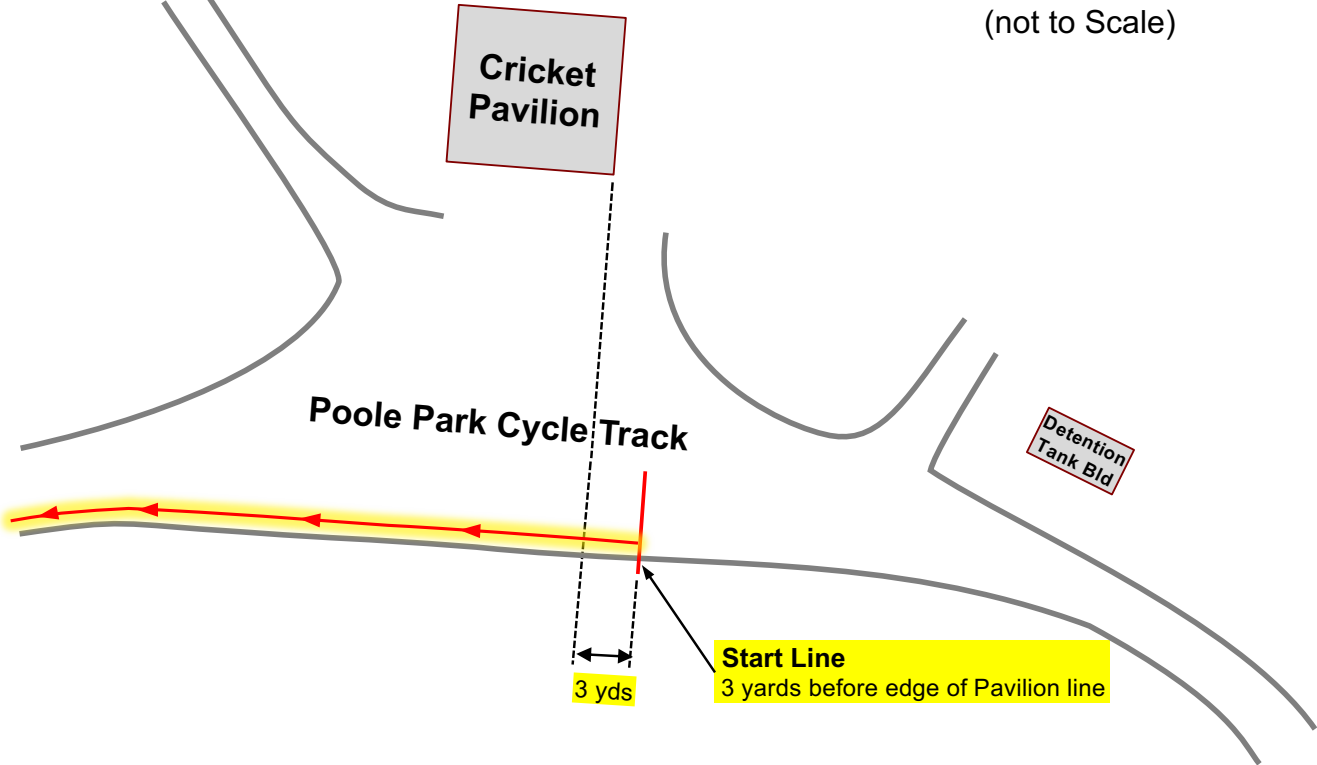 (not to Scale)
Cricket
Pavilion
Poole Park Cycle Track
Detention
Tank Bld
Start Line
3 yards before edge of Pavilion line
3 yds